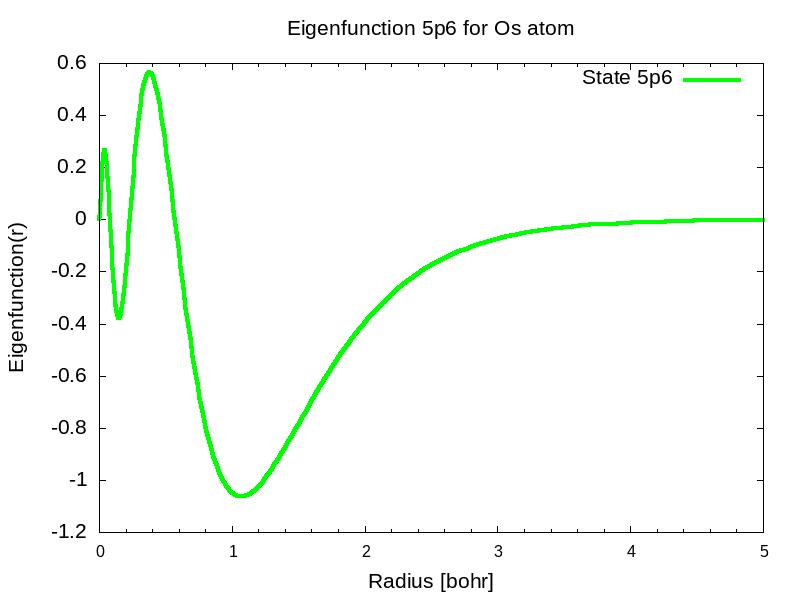 Eigenfunction 5p6 for Os atom
State 5p6
Eigenfunction(r)
0.6
0.4
0.2
0
-0.2
-0.4
-0.6
-0.8
-1
-1.2
0 1 2 3 4 5
Radius [bohr]